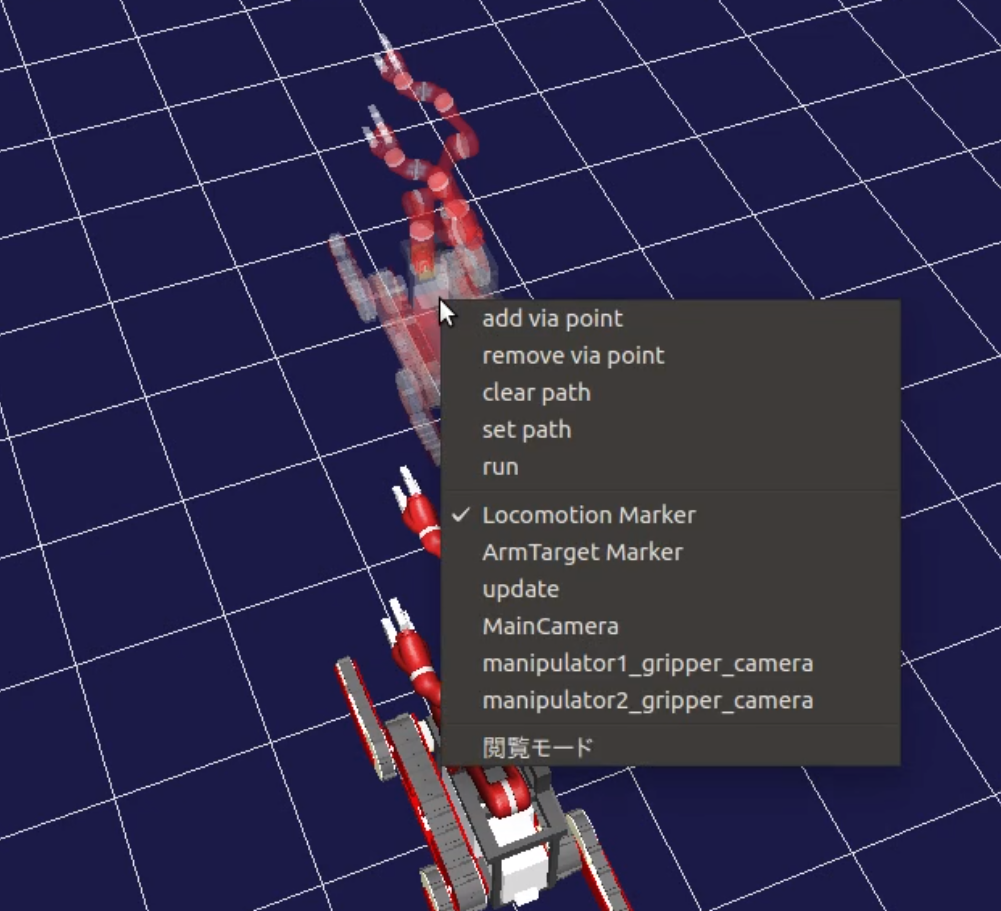 add via point
remove via point
clear path
set path
run
Locomotion Marker
ArmTarget Marker
update
MainCamera
manipulator1_gripper_camera
manipulator2_gripper_camera
閲覧モード